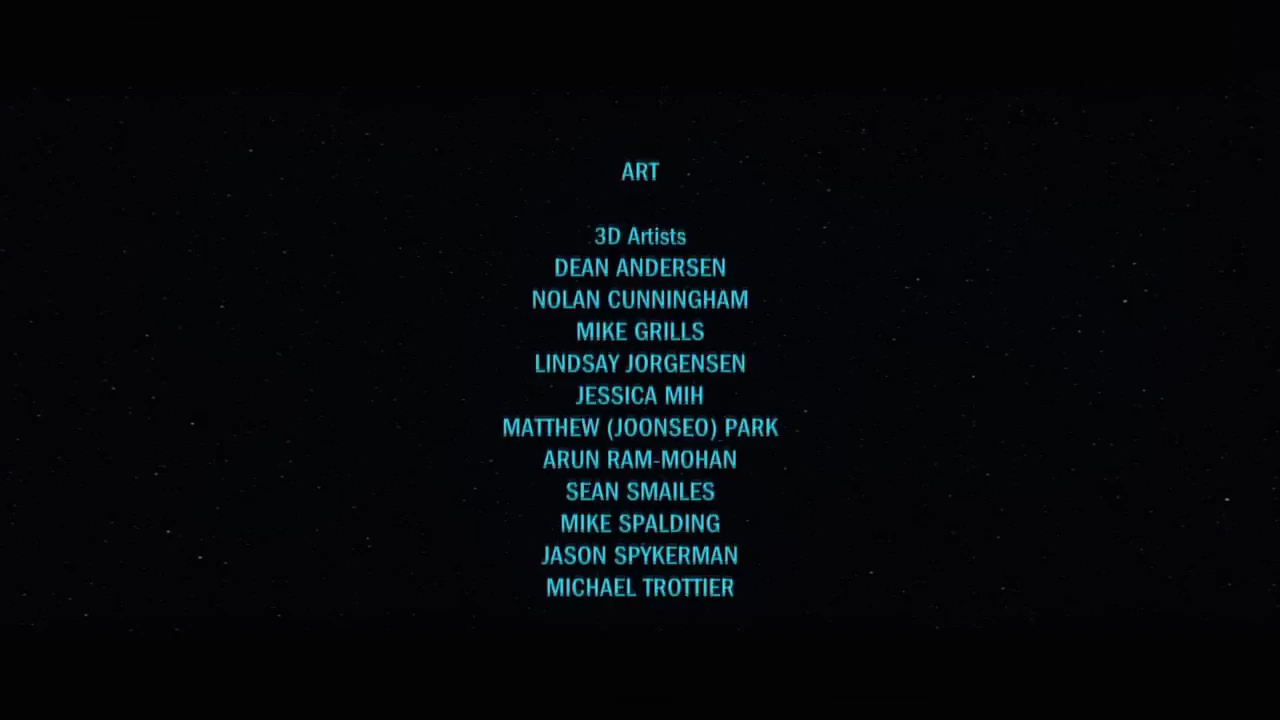 ART
3D Artists
DEAN ANDERSEN
NOLAN CUNNINGHAM
MIKE GRILLS
LINDSAY JORGENSEN
JESSICA MIH
MATTHEW (JOONSEO) PARK
ARUN RAM-MOHAN
SEAN SMAILES
MIKE SPALDING
JASON SPYKERMAN
MICHAEL TROTTIER